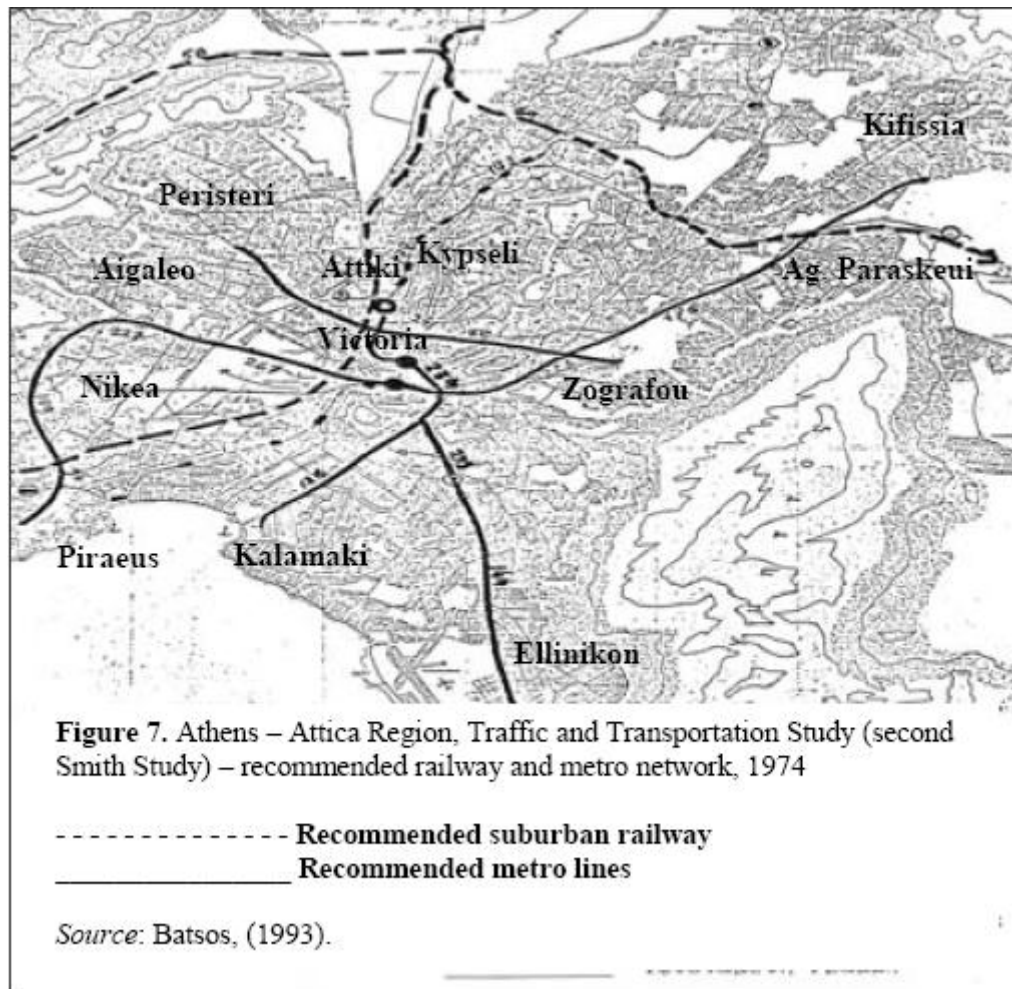 Kifissia
Peristeri
Aigaleo
Attiki
Kypseli
Ag Paraskeui
Victoria
Nikea
Zografou
Piraeus
Kalamaki
Ellinikon
Figure 7. Athens – Attica Region, Traffic and Transportation Study (second
Smith Study) – recommended railway and metro network, 1974
- - - - - - - - - - - - - - Recommended suburban railway
________________ Recommended metro lines
Source: Batsos, (1993).